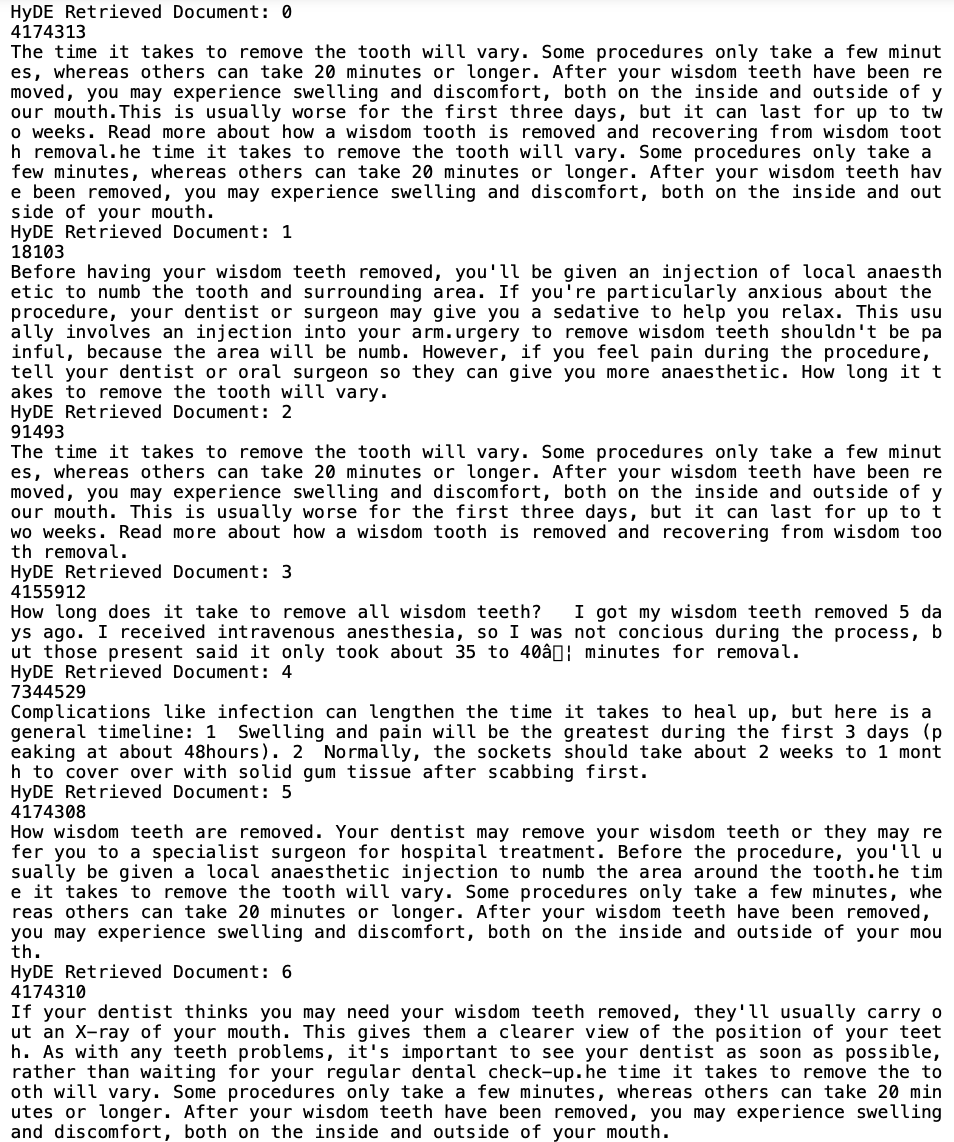 HyDE Retrieved Document: 0
4174313
The time it takes to remove the tooth will vary. Some procedures only take a few minut
es, whereas others can take 20 minutes or longer. After your wisdom teeth have been re
moved, you may experience swelling and discomfort, both on the inside and outside of y
our mouth.This is usually worse for the first three days, but it can last for up to tw
o weeks. Read more about how a wisdom tooth is removed and recovering from wisdom toot
h removal.he time it takes to remove the tooth will vary. Some procedures only take a
few minutes, whereas others can take 20 minutes or longer. After your wisdom teeth hav
e been removed, you may experience swelling and discomfort, both on the inside and out
side of your mouth.
HyDE Retrieved Document: 1
18103
Before having your wisdom teeth removed, you'll be given an injection of local anaesth
etic to numb the tooth and surrounding area. If you're particularly anxious about the
procedure, your dentist or surgeon may give you a sedative to help you relax. This usu
ally involves an injection into your arm.urgery to remove wisdom teeth shouldn't be pa
inful, because the area will be numb. However, if you feel pain during the procedure,
tell your dentist or oral surgeon so they can give you more anaesthetic. How long it t
akes to remove the tooth will vary.
HyDE Retrieved Document: 2
91493
The time it takes to remove the tooth will vary. Some procedures only take a few minut
es, whereas others can take 20 minutes or longer. After your wisdom teeth have been re
moved, you may experience swelling and discomfort, both on the inside and outside of y
our mouth. This is usually worse for the first three days, but it can last for up to t
wo weeks. Read more about how a wisdom tooth is removed and recovering from wisdom too
th removal.
HyDE Retrieved Document: 3
4155912
How long does it take to remove all wisdom teeth?   I got my wisdom teeth removed 5 da
ys ago. I received intravenous anesthesia, so I was not concious during the process, b
ut those present said it only took about 35 to 40â▯¦ minutes for removal.
HyDE Retrieved Document: 4
7344529
Complications like infection can lengthen the time it takes to heal up, but here is a
general timeline: 1  Swelling and pain will be the greatest during the first 3 days (p
eaking at about 48hours). 2  Normally, the sockets should take about 2 weeks to 1 mont
h to cover over with solid gum tissue after scabbing first.
HyDE Retrieved Document: 5
4174308
How wisdom teeth are removed. Your dentist may remove your wisdom teeth or they may re
fer you to a specialist surgeon for hospital treatment. Before the procedure, you'll u
sually be given a local anaesthetic injection to numb the area around the tooth.he tim
e it takes to remove the tooth will vary. Some procedures only take a few minutes, whe
reas others can take 20 minutes or longer. After your wisdom teeth have been removed,
you may experience swelling and discomfort, both on the inside and outside of your mou
th.
HyDE Retrieved Document: 6
4174310
If your dentist thinks you may need your wisdom teeth removed, they'll usually carry o
ut an X-ray of your mouth. This gives them a clearer view of the position of your teet
h. As with any teeth problems, it's important to see your dentist as soon as possible,
rather than waiting for your regular dental check-up.he time it takes to remove the to
oth will vary. Some procedures only take a few minutes, whereas others can take 20 min
utes or longer. After your wisdom teeth have been removed, you may experience swelling
and discomfort, both on the inside and outside of your mouth.